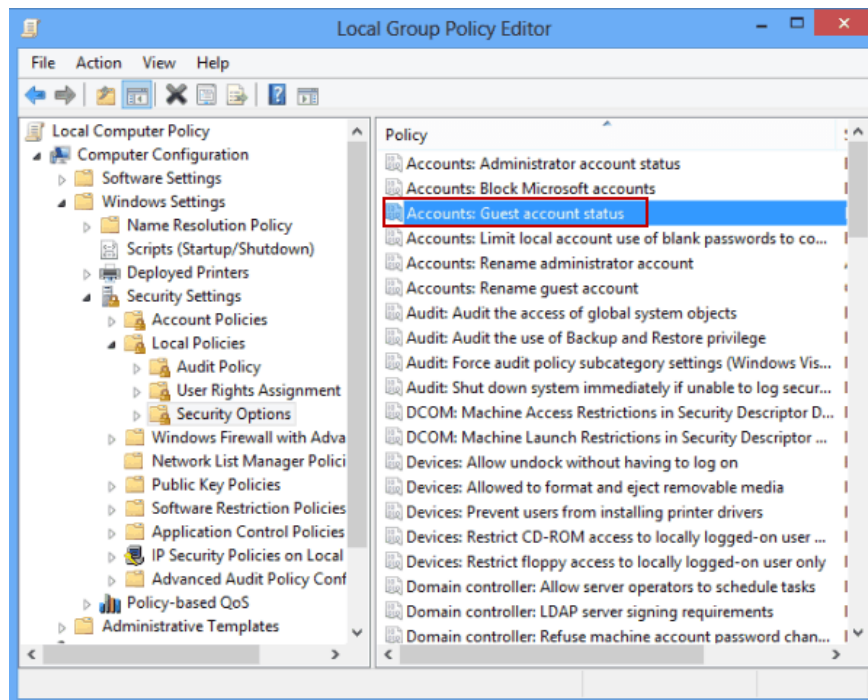 Local Group Policy Editor
File Action View Help
Local Computer Policy
Computer Configuration
Software Settings
Windows Settings
Name Resolution Policy
Scripts (Startup/Shutdown)
Deployed Printers
Security Settings
Account Policies
Local Policies
Audit Policy
User Rights Assignment
Security Options
Windows Firewall with Adva
Network List Manager Polici
Public Key Policies
Software Restriction Policies
Application Control Policies
IP Security Policies on Local
Advanced Audit Policy Conf
Policy-based QoS
Administrative Templates
Policy
Accounts: Administrator account status
Accounts: Block Microsoft accounts
Accounts: Guest account status
Accounts: Limit local account use of blank passwords to co...
Accounts: Rename administrator account
Accounts: Rename guest account
Audit: Audit the access of global system objects
Audit: Audit the use of Backup and Restore privilege
Audit: Force audit policy subcategory settings (Windows Vis...
Audit: Shut down system immediately if unable to log secur...
DCOM: Machine Access Restrictions in Security Descriptor D...
DCOM: Machine Launch Restrictions in Security Descriptor ...
Devices: Allow undock without having to log on
Devices: Allowed to format and eject removable media
Devices: Prevent users from installing printer drivers
Devices: Restrict CD-ROM access to locally logged-on user ...
Devices: Restrict floppy access to locally logged-on user only
Domain controller: Allow server operators to schedule tasks
Domain controller: LDAP server signing requirements
Domain controller: Refuse machine account password chan...